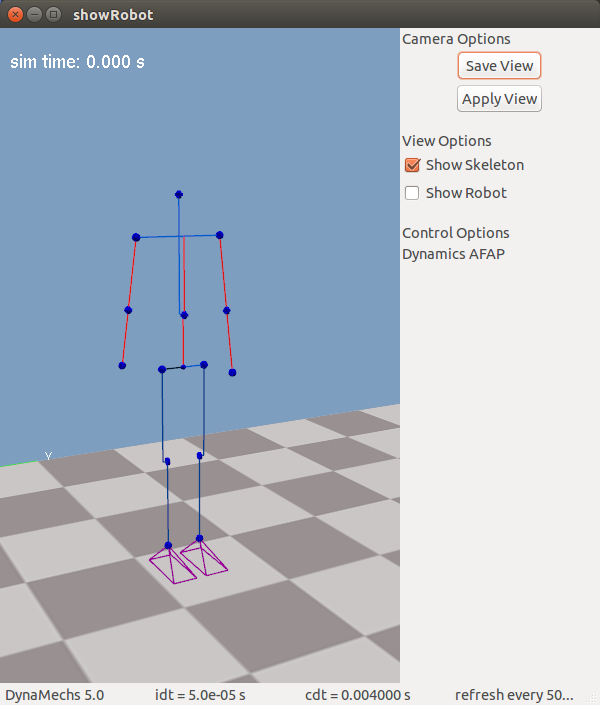 showRobot
sim time: 0.000 s
Camera Options
Save View
Apply View
View Options
Show Skeleton
Show Robot
Control Options
Dynamics AFAP
Y
DynaMechs 5.0
idt = 5.0e-05 s
cdt = 0.004000 s
refresh every 50...